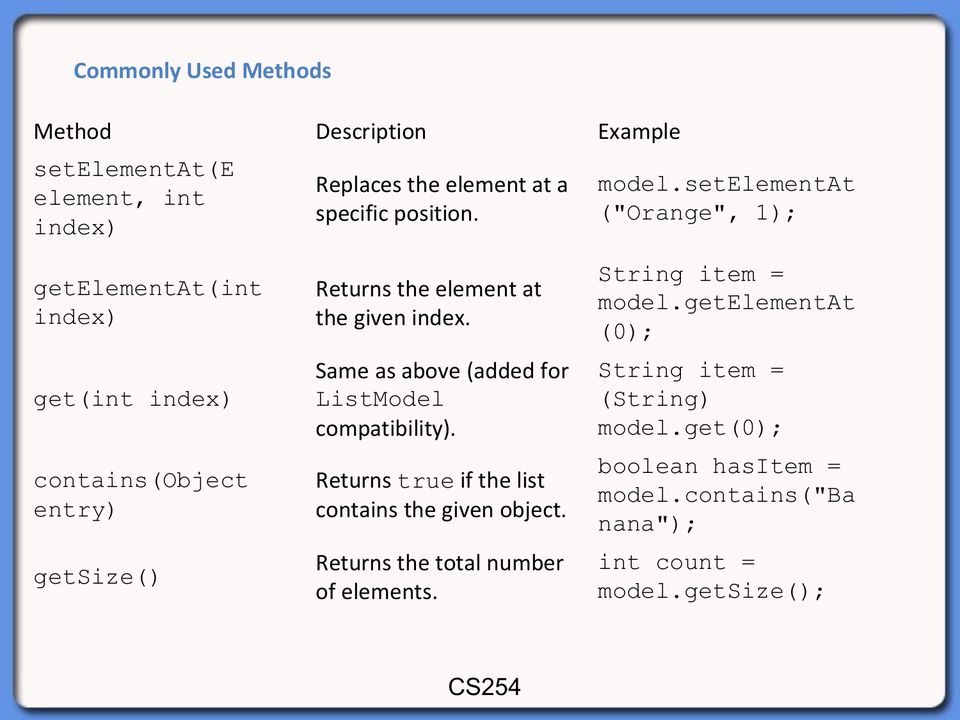 Commonly Used Methods
Method Description Example
setElementAt(E
element, int
index)
Replaces the element at a
specific position.
model.setElementAt
("Orange", 1);
getElementAt(int
index)
Returns the element at
the given index.
String item =
model.getElementAt
(0);
get(int index)
Same as above (added for
ListModel
compatibility).
String item =
(String)
model.get(0);
contains(Object
entry)
Returns true if the list
contains the given object.
boolean hasItem =
model.contains("Ba
nana");
getSize()
Returns the total number
of elements.
int count =
model.getSize();
CS254